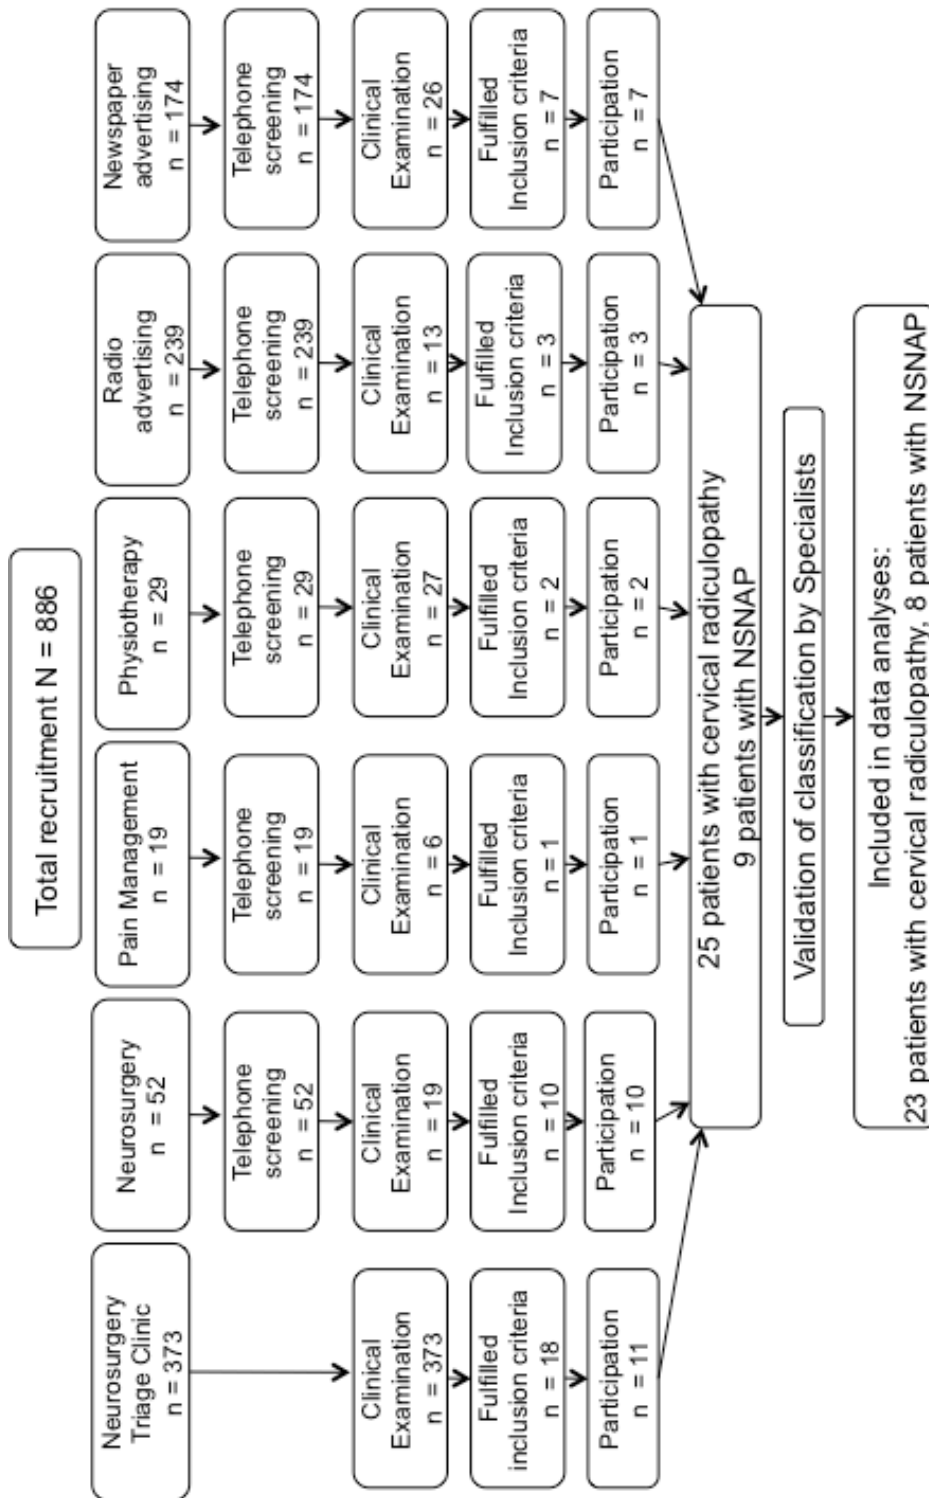 Total recruitment N = 886
Neurosurgery
Triage Clinic
n = 373
Neurosurgery
n = 52
Pain Management
n = 19
Physiotherapy
n = 29
Radio
advertising
n = 239
Newspaper
advertising
n = 174
Telephone
screening
n = 52
Telephone
screening
n = 19
Telephone
screening
n = 29
Telephone
screening
n = 239
Telephone
screening
n = 174
Clinical
Examination
n = 373
Clinical
Examination
n = 19
Clinical
Examination
n = 6
Clinical
Examination
n = 27
Clinical
Examination
n = 13
Clinical
Examination
n = 26
Fulfilled
inclusion criteria
n = 18
Fulfilled
Inclusion criteria
n = 10
Fulfilled
Inclusion criteria
n = 1
Fulfilled
Inclusion criteria
n = 2
Fulfilled
Inclusion criteria
n = 3
Fulfilled
Inclusion criteria
n = 7
Participation
n = 11
Participation
n = 10
Participation
n = 1
Participation
n = 2
Participation
n = 3
Participation
n = 7
25 patients with cervical radiculopathy
9 patients with NSNAP
Validation of classification by Specialists
Included in data analyses:
23 patients with cervical radiculopathy, 8 patients with NSNAP